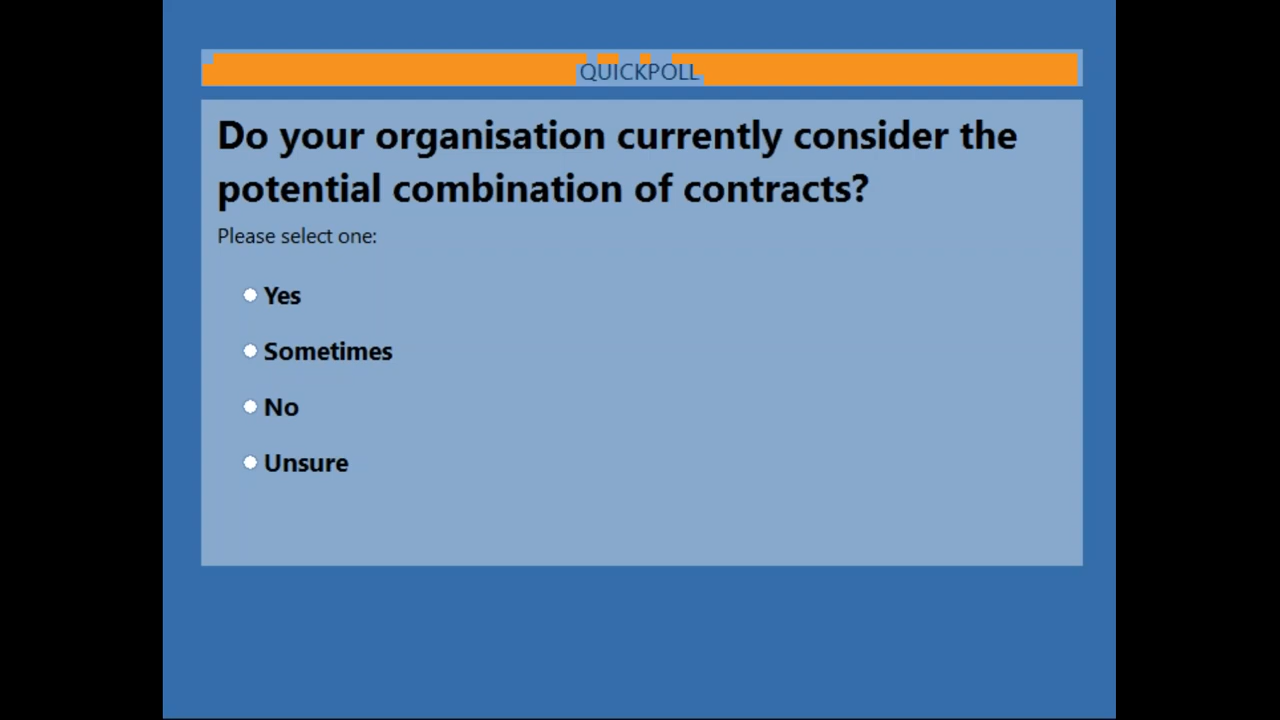 QUICKPOLL
Do your organisation currently consider the
potential combination of contracts?
Please select one:
Yes
Sometimes
No
Unsure